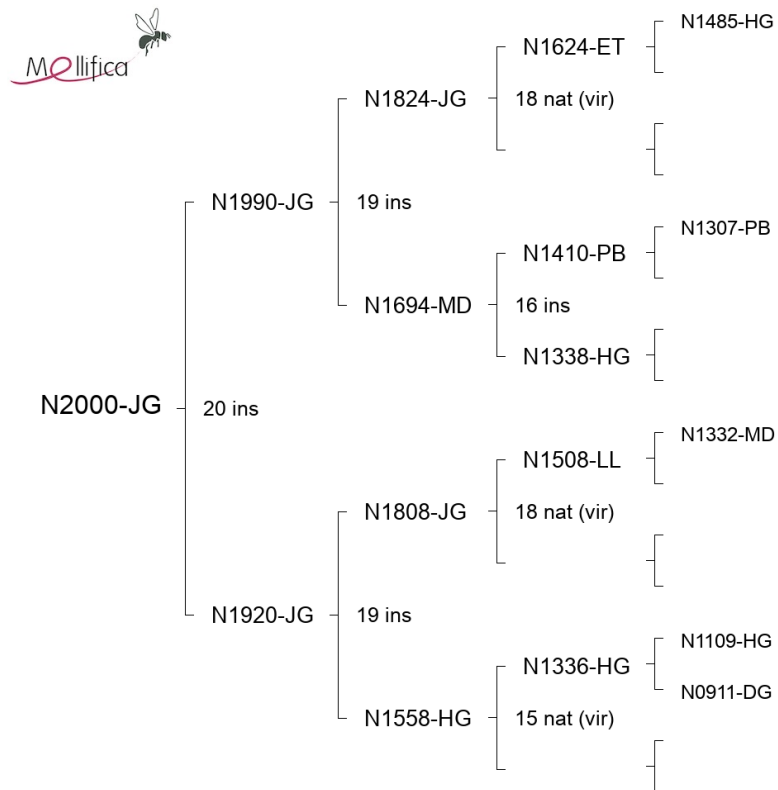 Mellifica
N1485-HG
N1624-ET
N1824-JG
18 nat (vir)
N1990-JG
19 ins
N1307-PB
N1410-PB
N1694-MD
16 ins
N1338-HG
N2000-JG
20 ins
N1332-MD
N1508-LL
N1808-JG
18 nat (vir)
N1920-JG
19 ins
N1109-HG
N1336-HG
N0911-DG
N1558-HG
15 nat (vir)